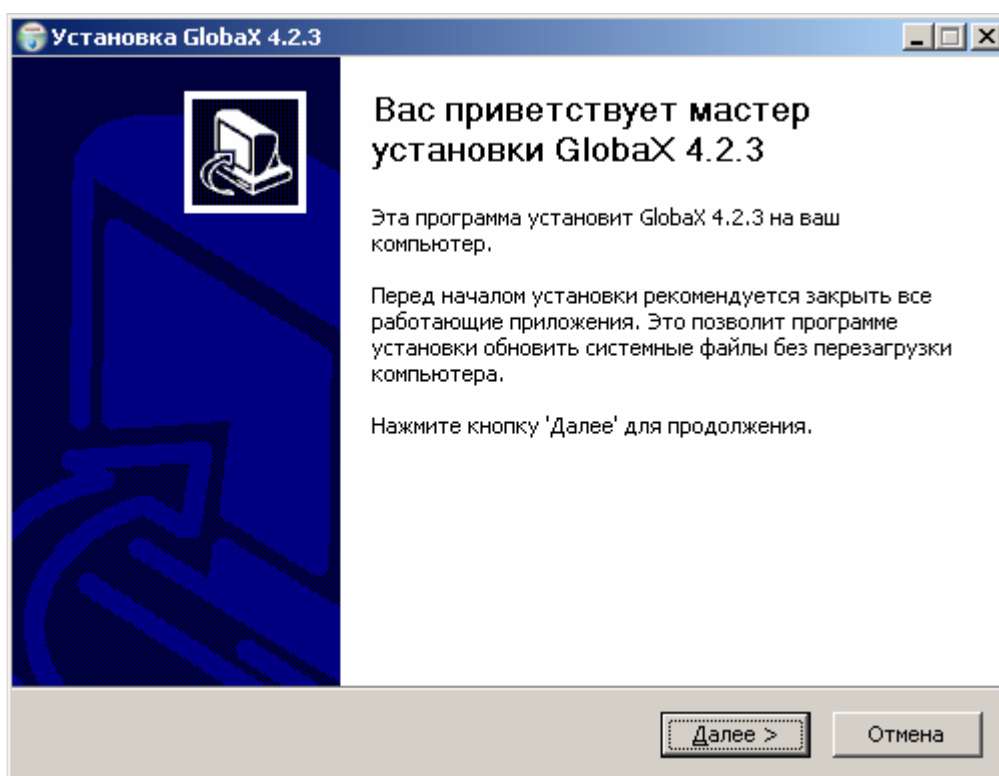 Установка GlobaX 4.2.3
Вас приветствует мастер
установки GlobaX 4.2.3
Эта программа установит GlobaX 4.2.3 на ваш
компьютер.
Перед началом установки рекомендуется закрыть все
работающие приложения. Это позволит программе
установки обновить системные файлы без перезагрузки
компьютера.
Нажмите кнопку 'Далее' для продолжения.
Далее >
Отмена